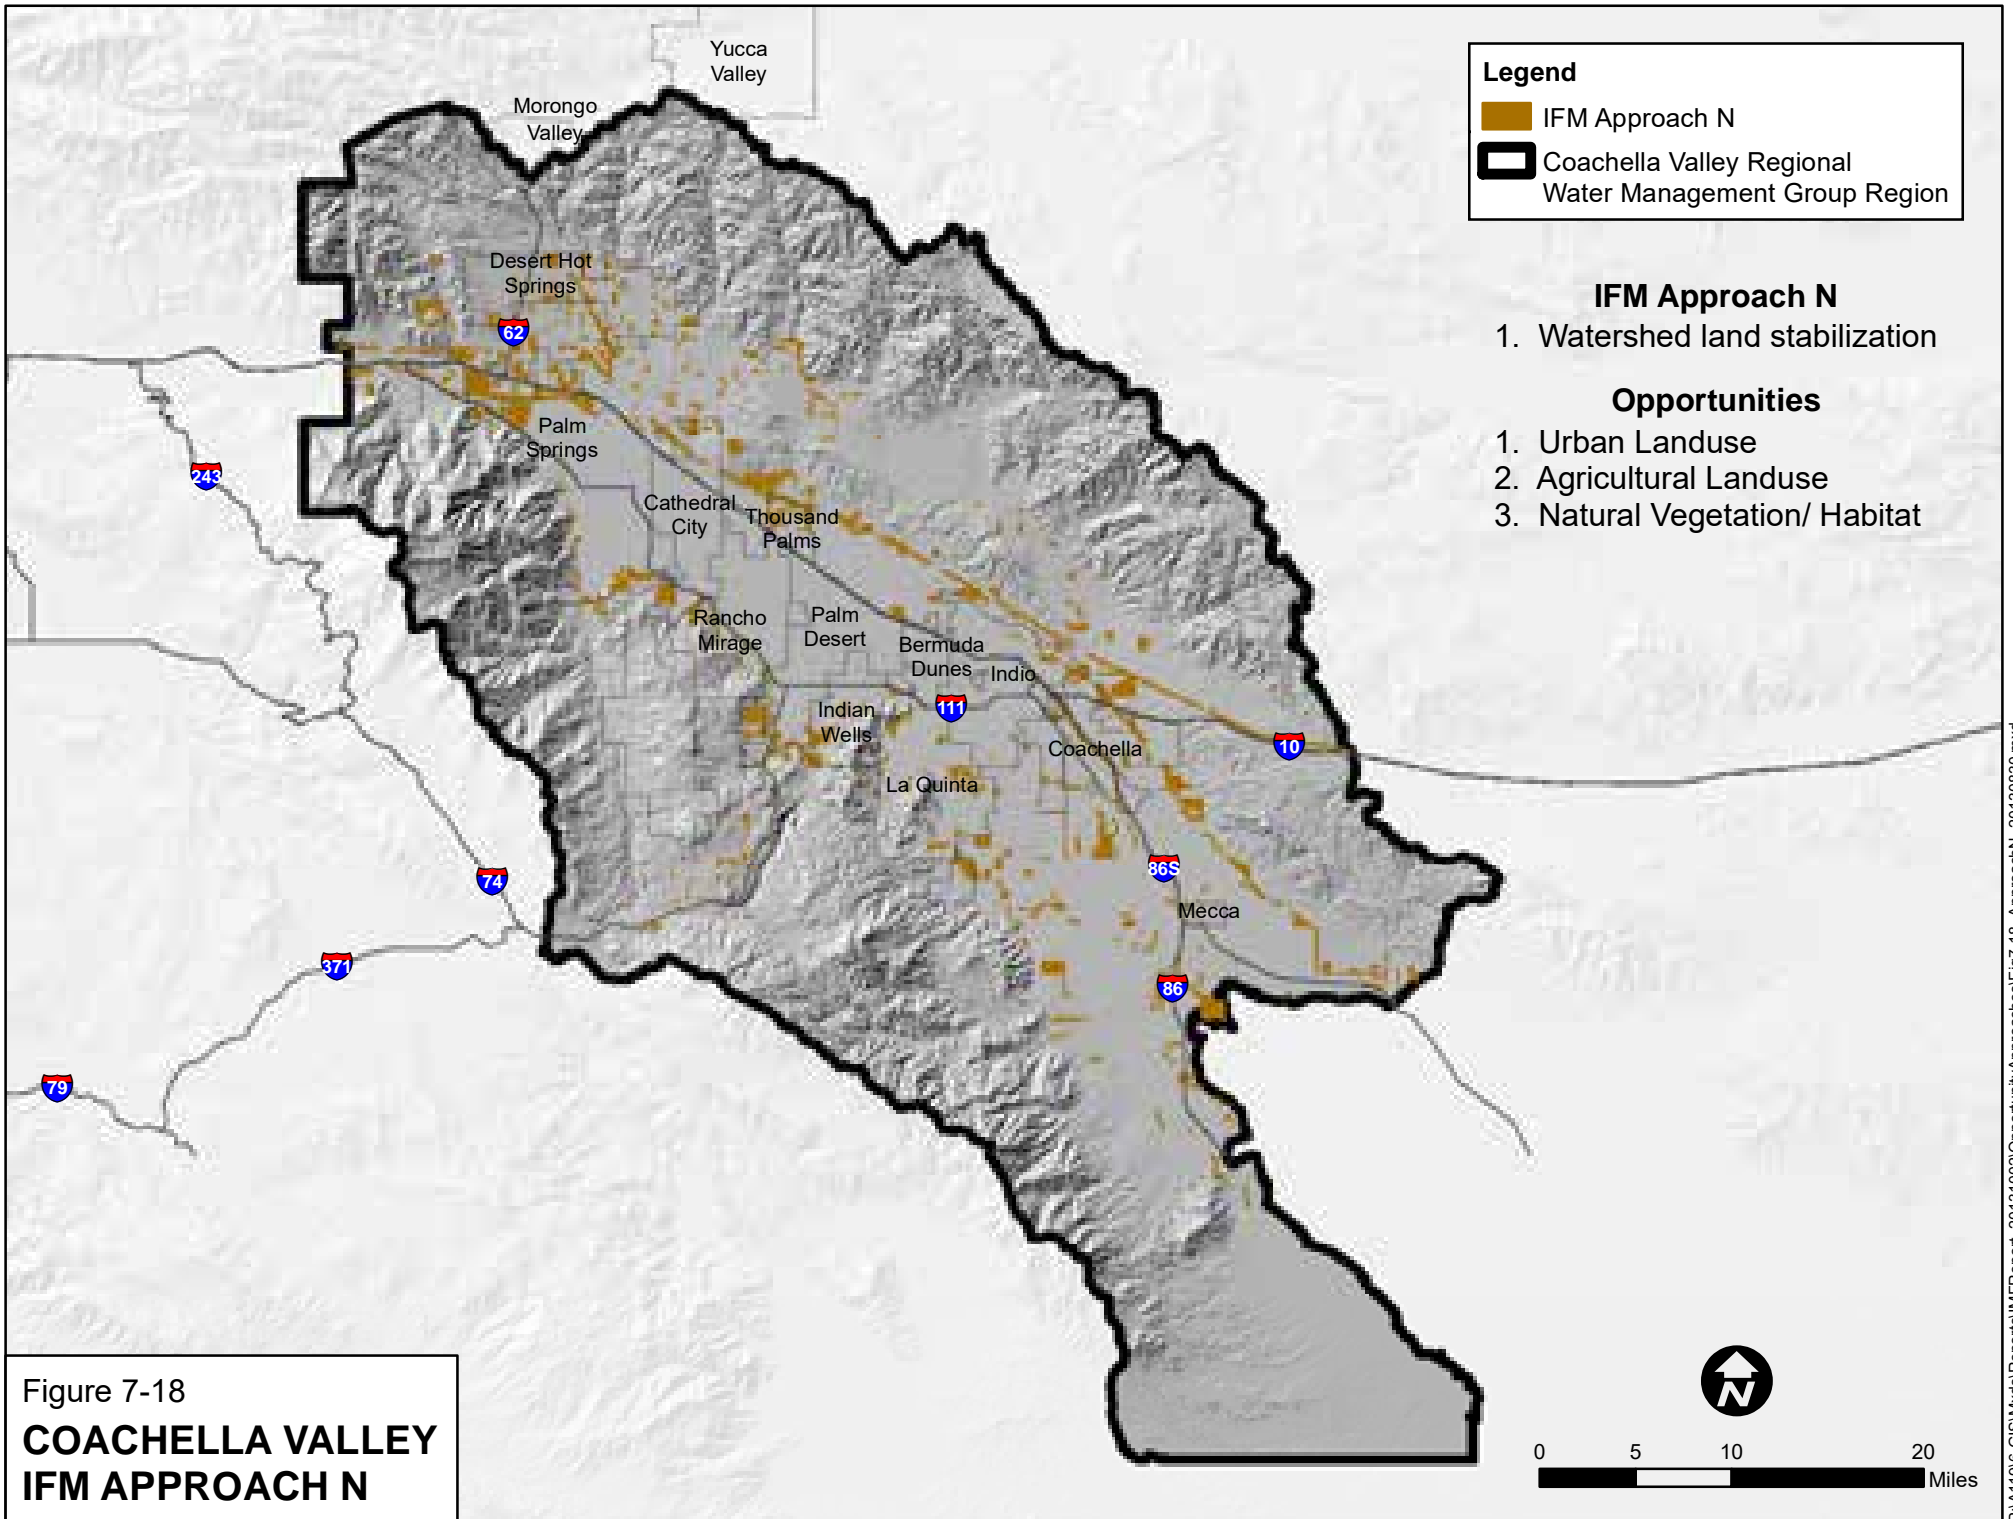 Yucca
Valley
Morongo
Valley
Legend
IFM Approach N
Coachella Valley Regional
Water Management Group Region
IFM Approach N
1. Watershed land stabilization
Opportunities
1. Urban Landuse
2. Agricultural Landuse
3. Natural Vegetation/ Habitat
Desert Hot
Springs
62
Palm
Springs
243
Cathedral
City
Thousand
Palms
Rancho
Mirage
Palm
Desert
Bermuda
Dunes
Indio
111
Indian
Wells
Coachella
10
La Quinta
74
86S
Mecca
371
86
79
Figure 7-18
COACHELLA VALLEY
IFM APPROACH N
N
0 5 10 20
Miles